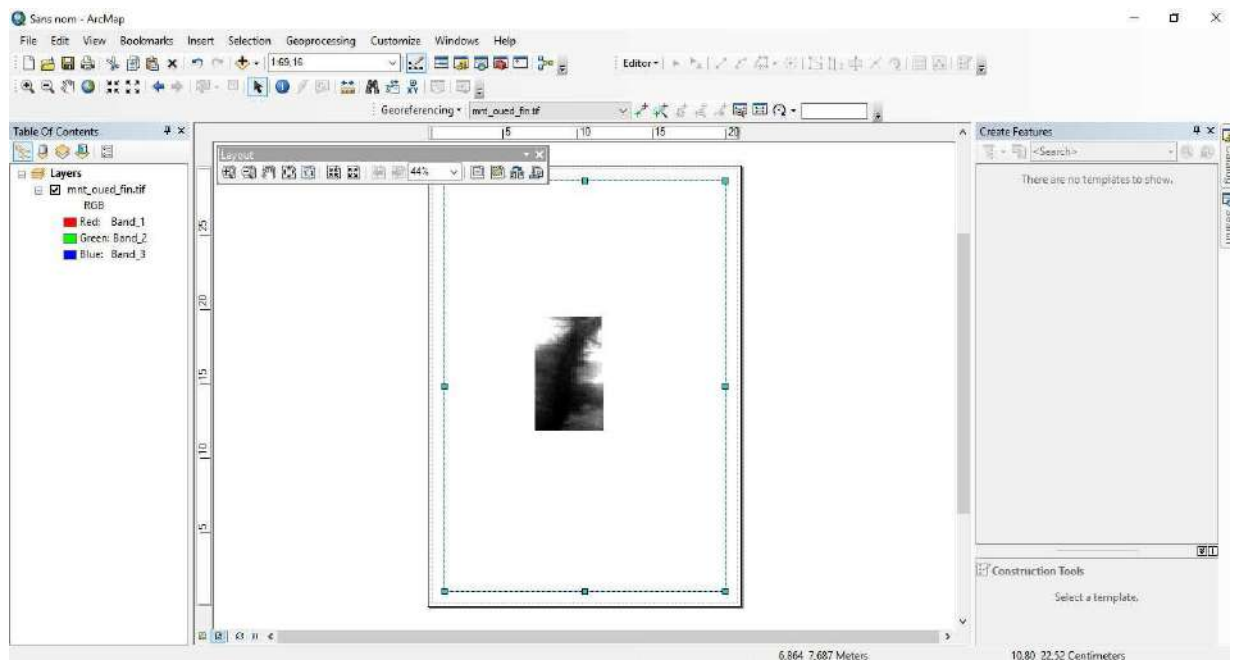 Sans nom - ArcMap
File Edit View Bookmarks Insert Selection Geoprocessing Customize Windows Help
1:69,16 Editor
Georeferencing mnt_oued_fin.tif
Table Of Contents
Layers
mnt_oued_fin.tif
RGB
Red: Band_1
Green: Band_2
Blue: Band_3
5 10 15 20
Layout
44%
25
20
15
10
5
Create Features
<Search>
There are no templates to show.
Construction Tools
Select a template.
6,864 7,687 Meters 10,80 22,52 Centimeters